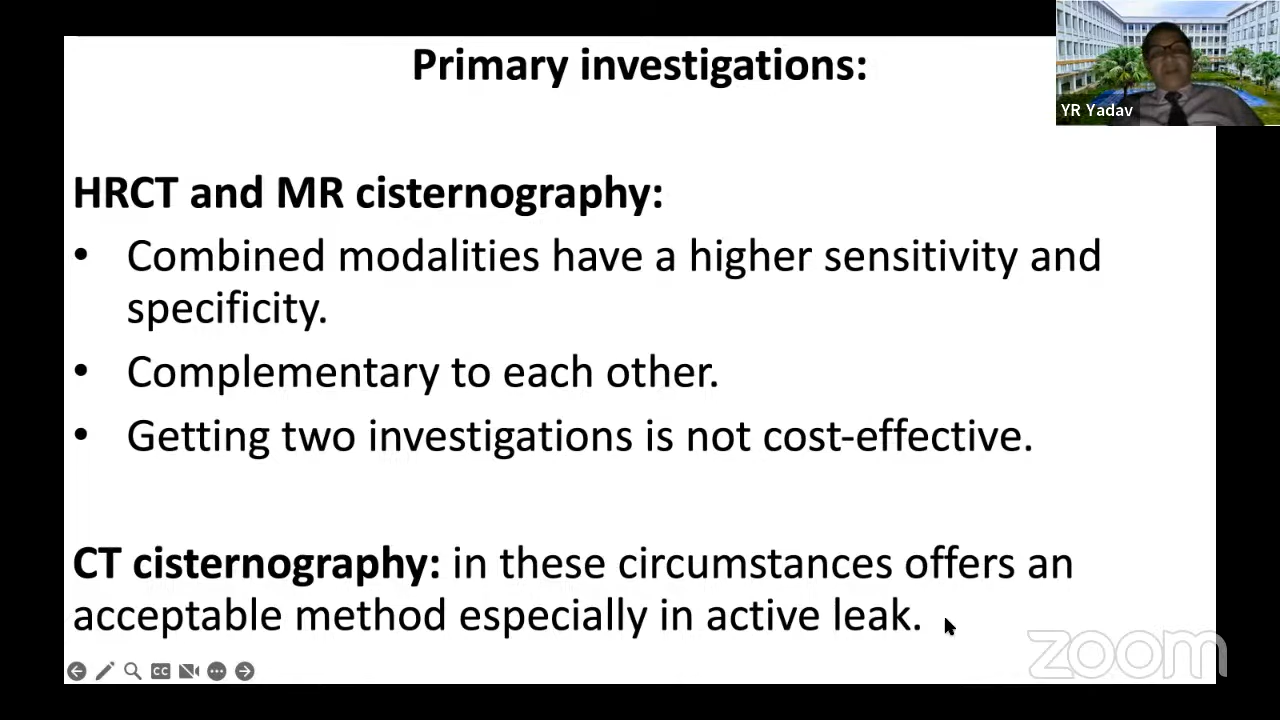 Primary investigations:
YR Yadav
HRCT and MR cisternography:
• Combined modalities have a higher sensitivity and
specificity.
• Complementary to each other.
• Getting two investigations is not cost-effective.
CT cisternography: in these circumstances offers an
acceptable method especially in active leak.
CC
zoom